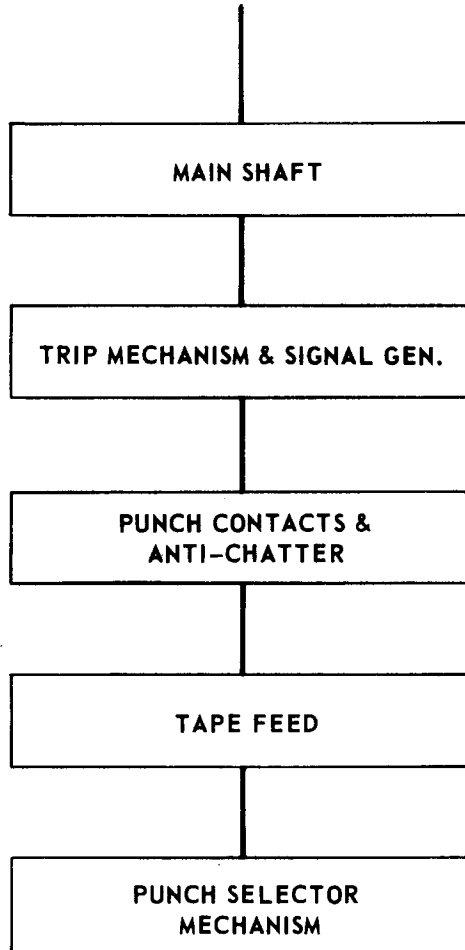 MAIN SHAFT
TRIP MECHANISM & SIGNAL GEN.
PUNCH CONTACTS &
ANTI-CHATTER
TAPE FEED
PUNCH SELECTOR
MECHANISM